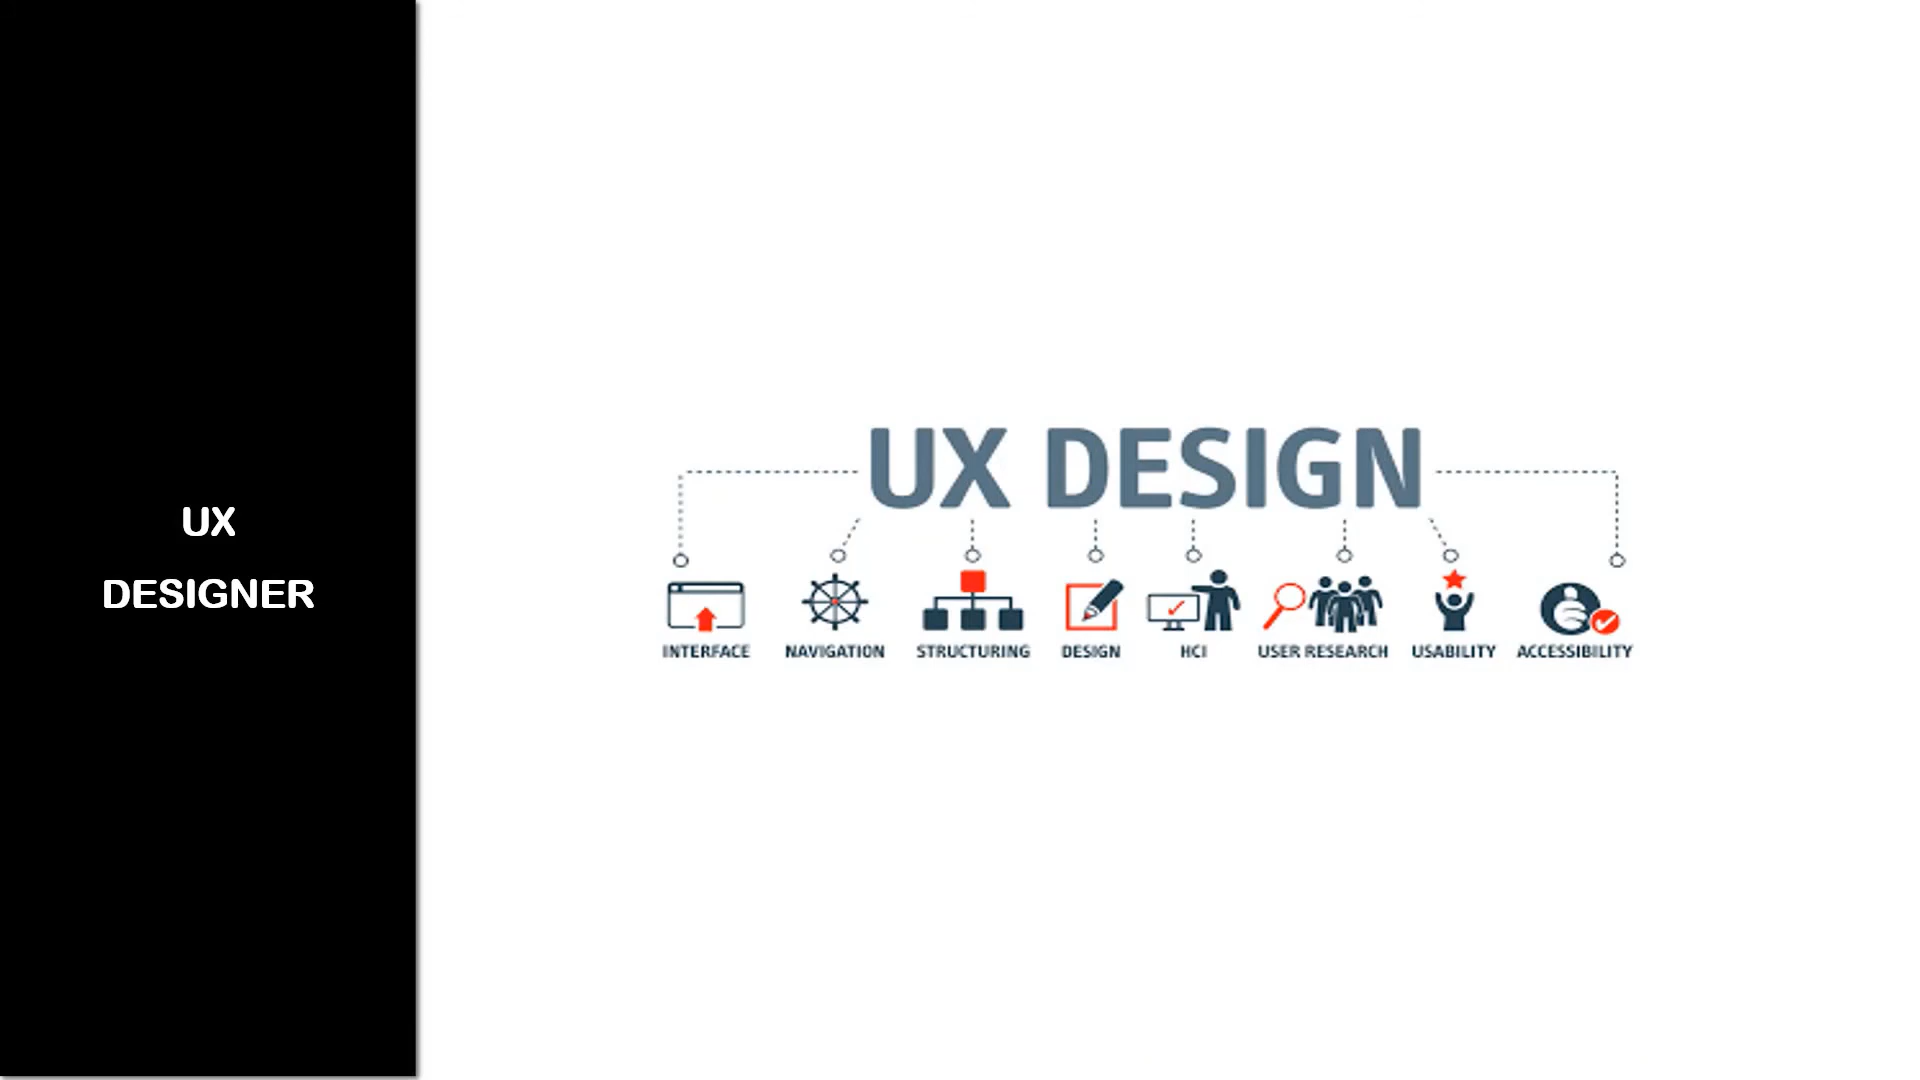 UX
DESIGNER
UX DESIGN
INTERFACE
NAVIGATION
STRUCTURING
DESIGN
HCI
USER RESEARCH
USABILITY
ACCESSIBILITY